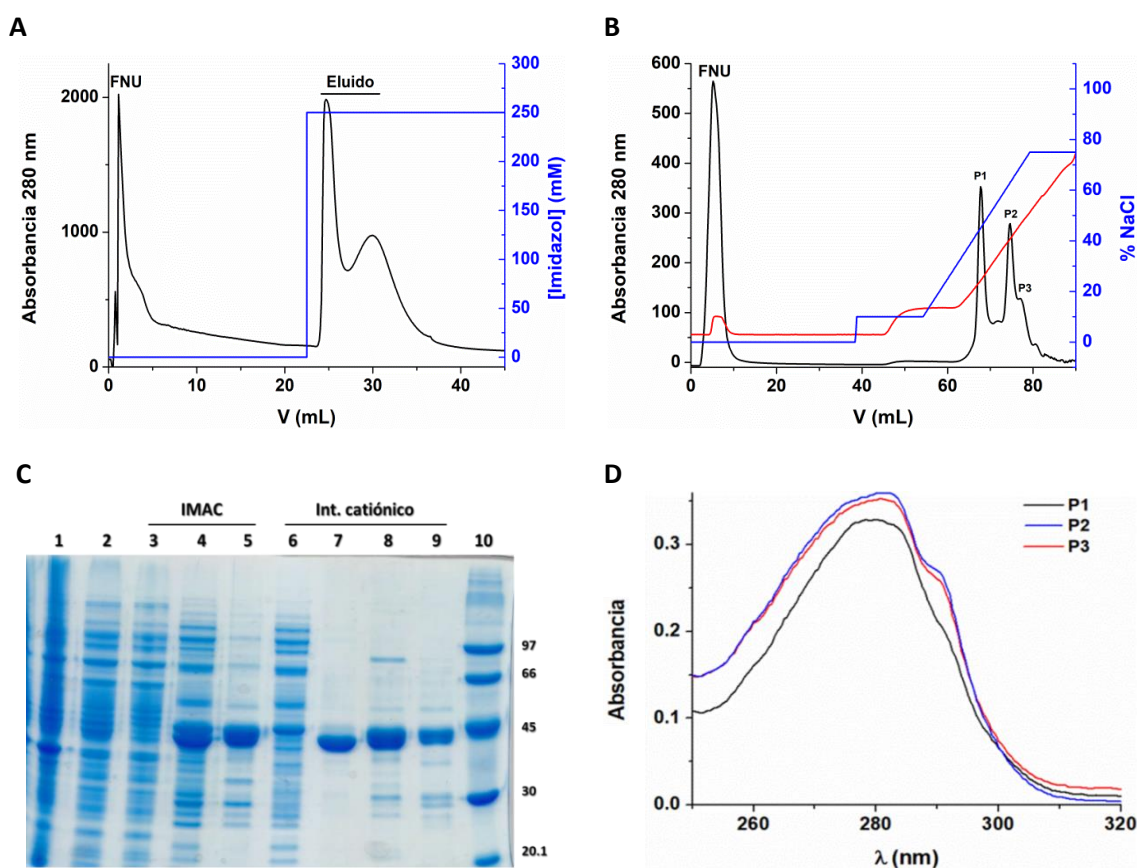 A
FNU
Eluido
Absorbancia 280 nm
2000
1000
0
300
250
200
150
100
50
0
[Imidazol] (mM)
0 10 20 30 40
V (mL)
B
FNU
P1
P2
P3
Absorbancia 280 nm
600
500
400
300
200
100
0
100
80
60
40
20
0
% NaCl
0 20 40 60 80
V (mL)
C
IMAC Int. catiónico
1 2 3 4 5 6 7 8 9 10
97
66
45
30
20.1
D
P1
P2
P3
Absorbancia
0.3
0.2
0.1
0.0
260 280 300 320
λ (nm)